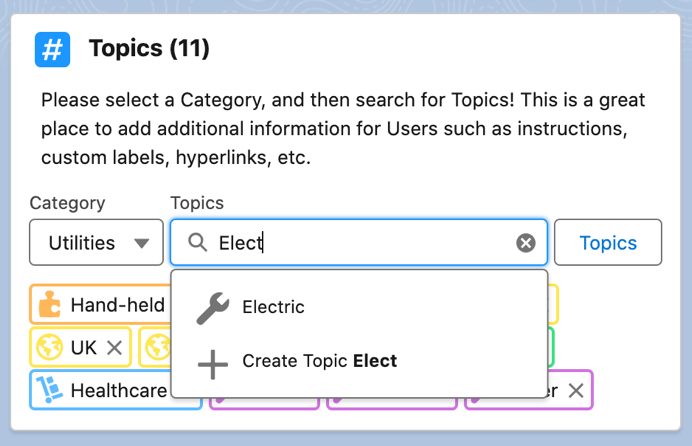 #
Topics (11)
Please select a Category, and then search for Topics! This is a great
place to add additional information for Users such as instructions,
custom labels, hyperlinks, etc.
Category Topics
Utilities Elect Topics
Hand-held
Electric
UK
Create Topic Elect
Healthcare